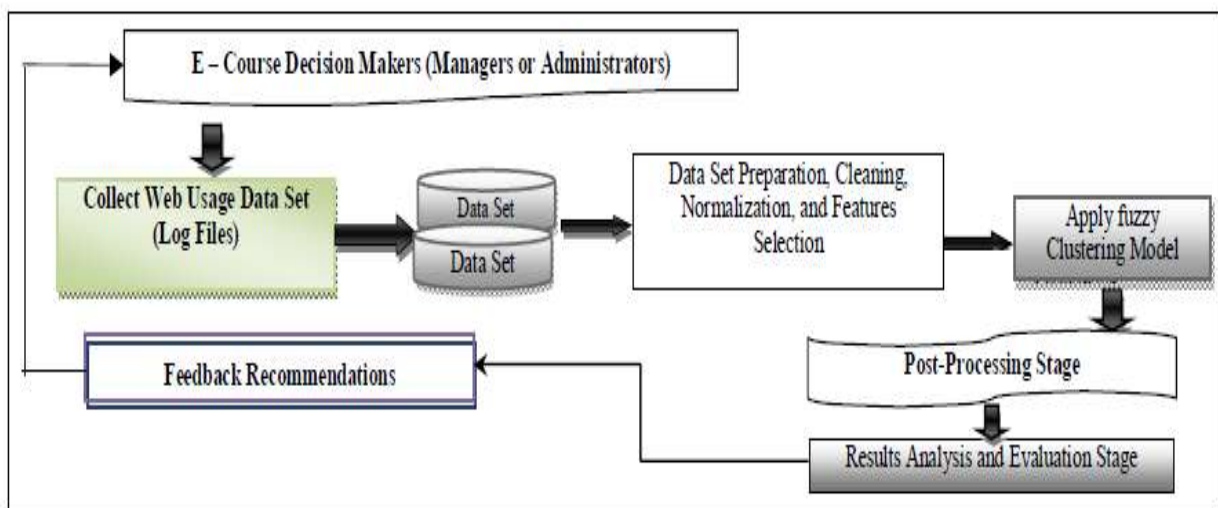 E – Course Decision Makers (Managers or Administrators)
Collect Web Usage Data Set
(Log Files)
Data Set
Data Set
Data Set Preparation, Cleaning,
Normalization, and Features
Selection
Apply fuzzy
Clustering Model
Post-Processing Stage
Results Analysis and Evaluation Stage
Feedback Recommendations